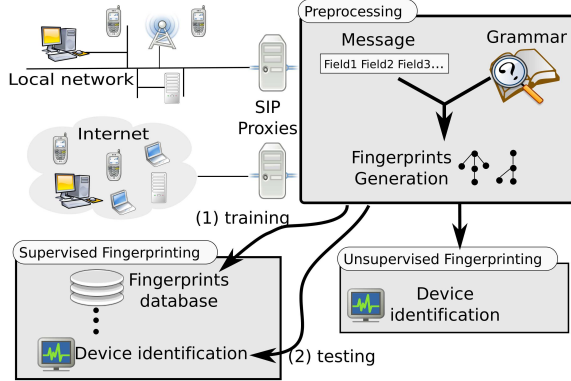 Preprocessing
Message
Grammar
Field1 Field2 Field3...
Local network
SIP
Proxies
Internet
Fingerprints
Generation
(1) training
Supervised Fingerprinting
Unsupervised Fingerprinting
Fingerprints
database
Device
identification
Device identification
(2) testing